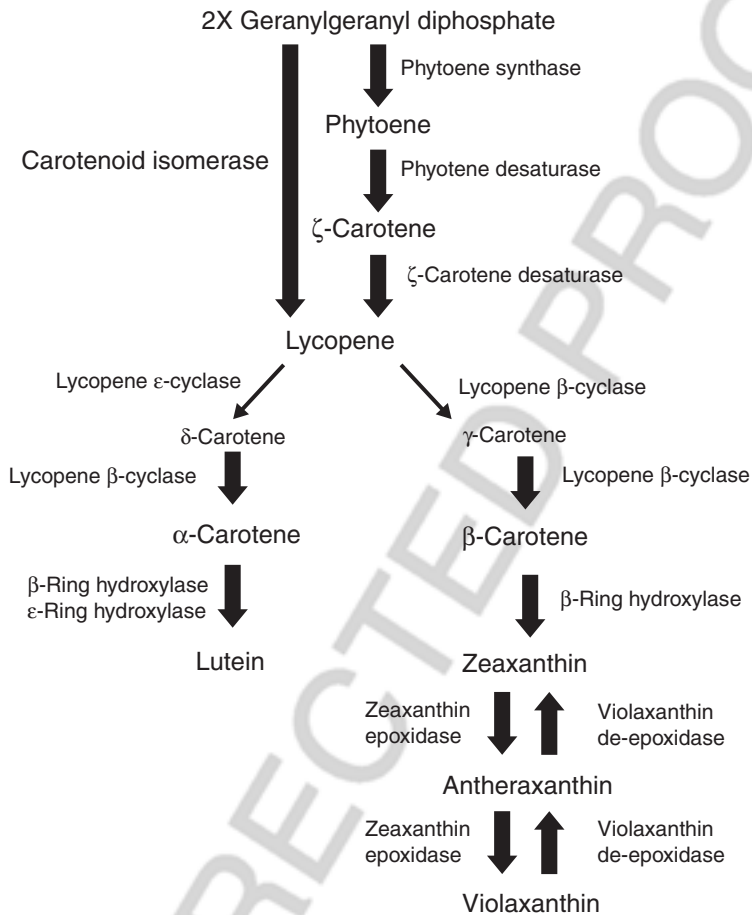 2X Geranylgeranyl diphosphate
Phytoene synthase
Phytoene
Carotenoid isomerase
Phyotene desaturase
ζ-Carotene
ζ-Carotene desaturase
Lycopene
Lycopene ε-cyclase
Lycopene β-cyclase
δ-Carotene
γ-Carotene
Lycopene β-cyclase
Lycopene β-cyclase
α-Carotene
β-Carotene
β-Ring hydroxylase
ε-Ring hydroxylase
β-Ring hydroxylase
Lutein
Zeaxanthin
Zeaxanthin
epoxidase
Violaxanthin
de-epoxidase
Antheraxanthin
Zeaxanthin
epoxidase
Violaxanthin
de-epoxidase
Violaxanthin
RECTED PROO